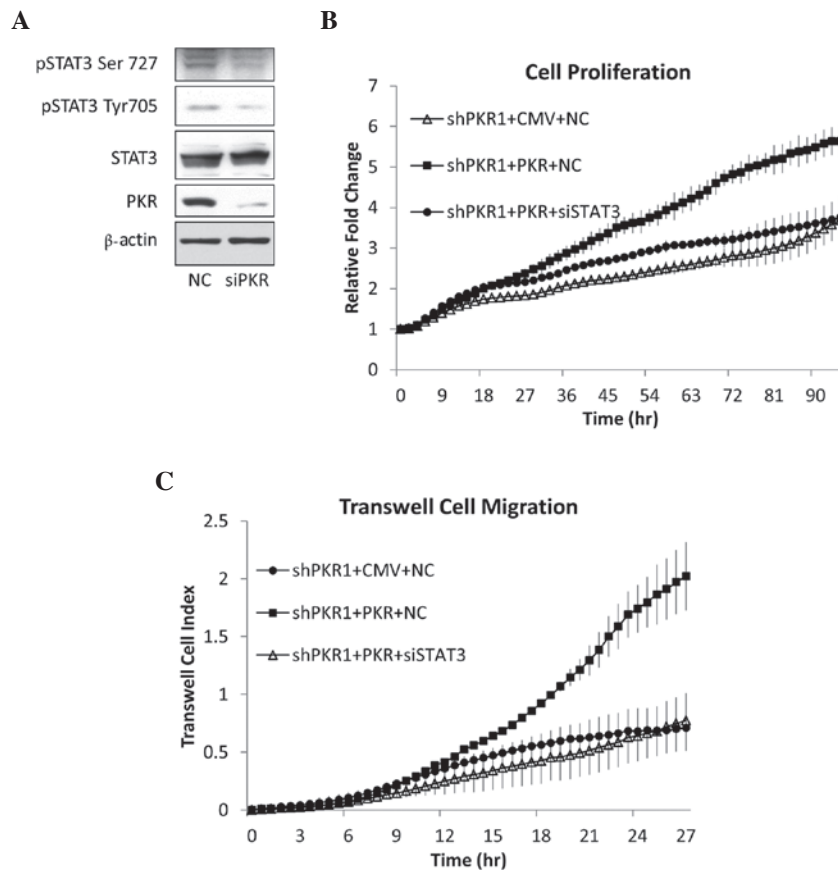 A
pSTAT3 Ser 727
pSTAT3 Tyr705
STAT3
PKR
β-actin
NC siPKR
B
Cell Proliferation
Relative Fold Change
7
6
5
4
3
2
1
0
shPKR1+CMV+NC
shPKR1+PKR+NC
shPKR1+PKR+siSTAT3
0 9 18 27 36 45 54 63 72 81 90
Time (hr)
C
Transwell Cell Migration
Transwell Cell Index
2.5
2
1.5
1
0.5
0
shPKR1+CMV+NC
shPKR1+PKR+NC
shPKR1+PKR+siSTAT3
0 3 6 9 12 15 18 21 24 27
Time (hr)